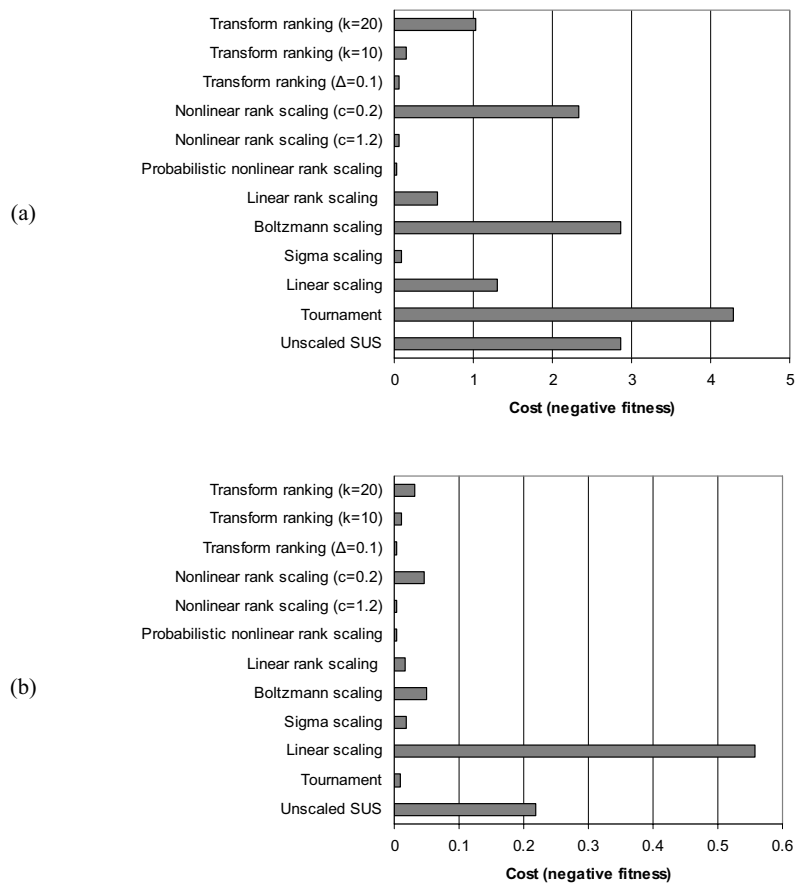 Transform ranking (k=20)
Transform ranking (k=10)
Transform ranking (Δ=0.1)
Nonlinear rank scaling (c=0.2)
Nonlinear rank scaling (c=1.2)
Probabilistic nonlinear rank scaling
(a)
Linear rank scaling
Boltzmann scaling
Sigma scaling
Linear scaling
Tournament
Unscaled SUS
0 1 2 3 4 5
Cost (negative fitness)
Transform ranking (k=20)
Transform ranking (k=10)
Transform ranking (Δ=0.1)
Nonlinear rank scaling (c=0.2)
Nonlinear rank scaling (c=1.2)
Probabilistic nonlinear rank scaling
Linear rank scaling
(b)
Boltzmann scaling
Sigma scaling
Linear scaling
Tournament
Unscaled SUS
0 0.1 0.2 0.3 0.4 0.5 0.6
Cost (negative fitness)